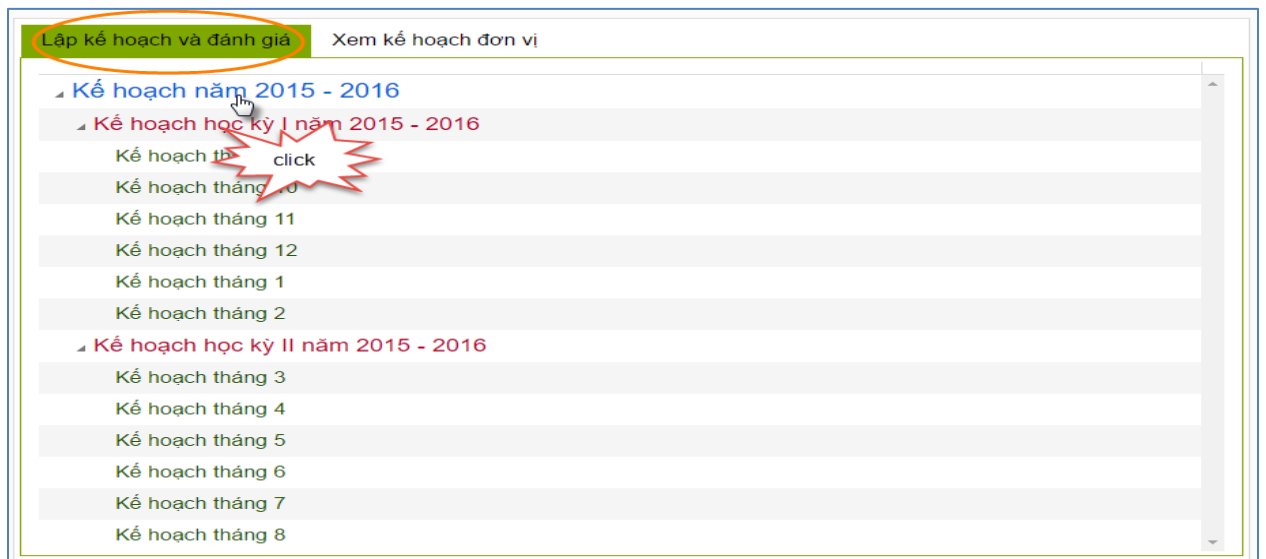 Lập kế hoạch và đánh giá Xem kế hoạch đơn vị
Kế hoạch năm 2015 - 2016
Kế hoạch học kỳ I năm 2015 - 2016
Kế hoạch
click
Kế hoạch tháng
Kế hoạch tháng 11
Kế hoạch tháng 12
Kế hoạch tháng 1
Kế hoạch tháng 2
Kế hoạch học kỳ II năm 2015 - 2016
Kế hoạch tháng 3
Kế hoạch tháng 4
Kế hoạch tháng 5
Kế hoạch tháng 6
Kế hoạch tháng 7
Kế hoạch tháng 8